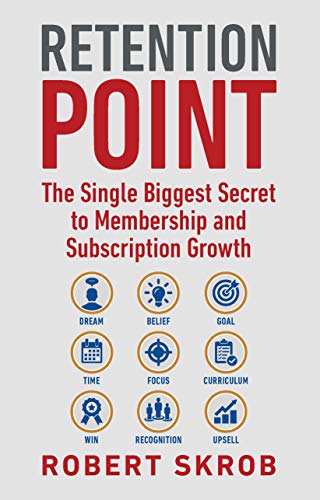 RETENTION
POINT
The Single Biggest Secret
to Membership and
Subscription Growth
DREAM BELIEF GOAL
TIME FOCUS CURRICULUM
WIN RECOGNITION UPSELL
ROBERT SKROB